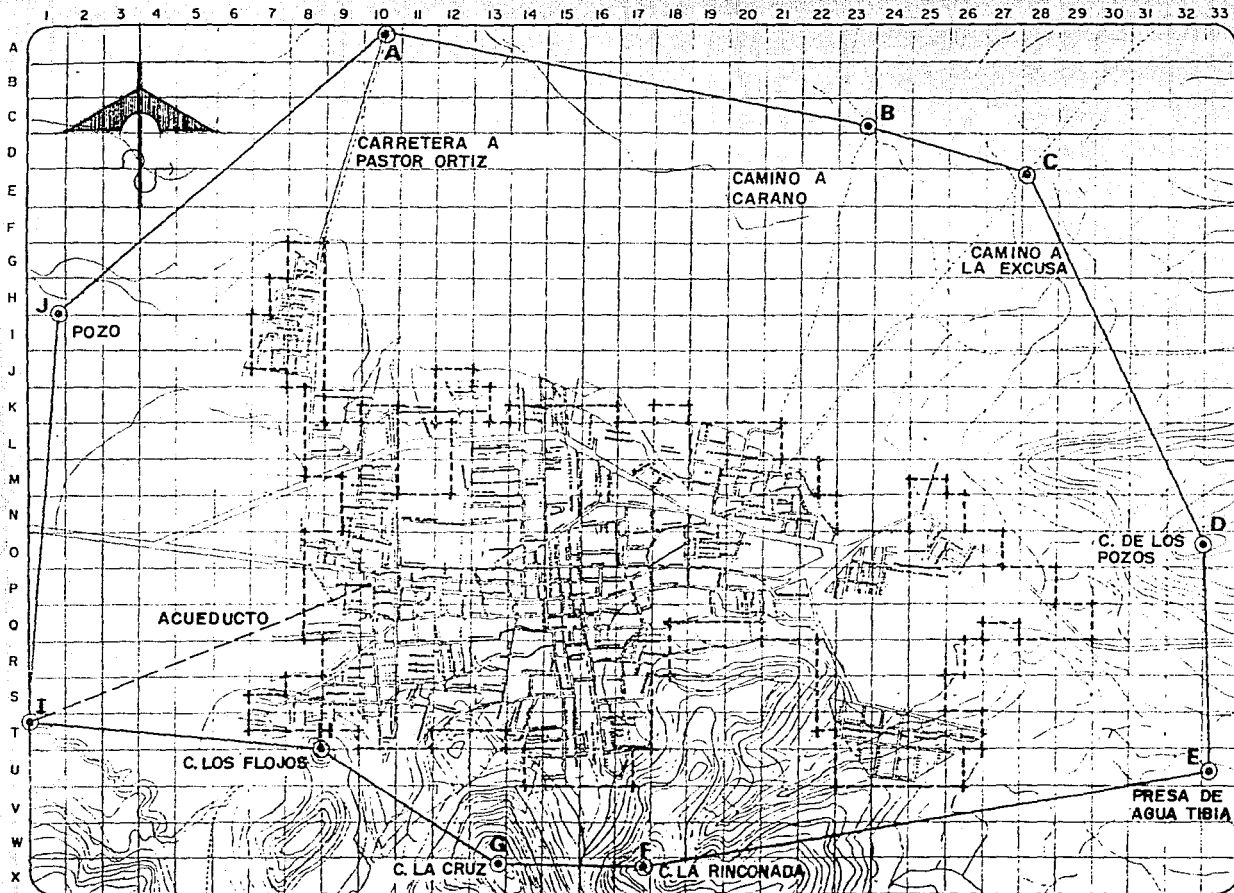 1 2 3 4 5 6 7 8 9 10 11 12 13 14 15 16 17 18 19 20 21 22 23 24 25 26 27 28 29 30 31 32 33
A
A
B
C
B
D
CARRETERA A
PASTOR ORTIZ
C
E
CAMINO A
CARANO
F
G
CAMINO A
LA EXCUSA
H
J
POZO
I
J
K
L
M
N
D
O
C. DE LOS
POZOS
P
ACUEDUCTO
Q
R
S
I
T
H
C. LOS FLOJOS
U
E
V
PRESA DE
AGUA TIBIA
W
G
F
C. LA CRUZ
C. LA RINCONADA
X